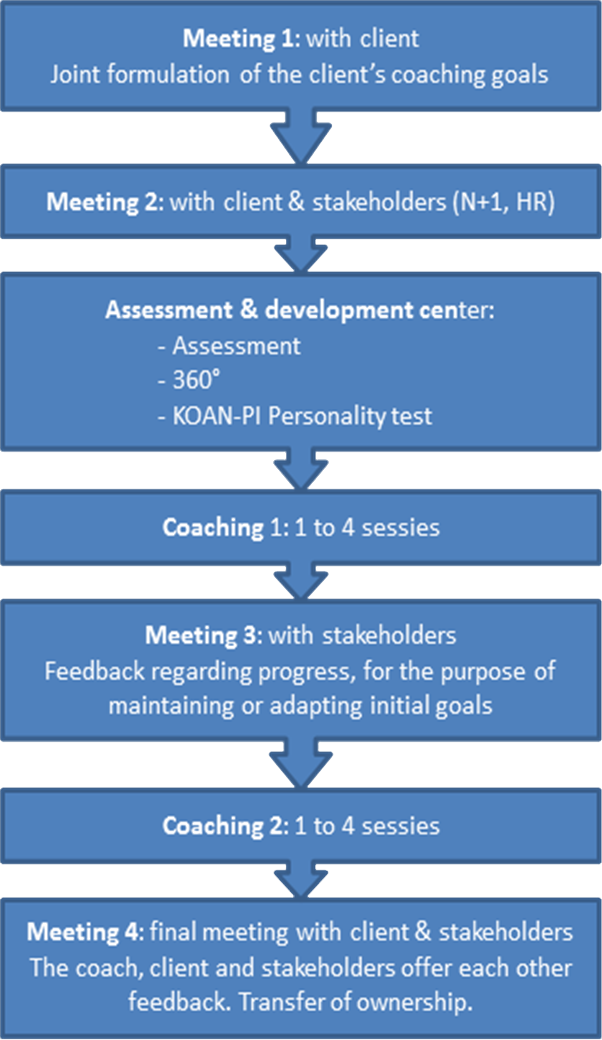 Meeting 1: with client
Joint formulation of the client's coaching goals
Meeting 2: with client & stakeholders (N+1, HR)
Assessment & development center:
- Assessment
- 360°
- KOAN-PI Personality test
Coaching 1: 1 to 4 sessies
Meeting 3: with stakeholders
Feedback regarding progress, for the purpose of
maintaining or adapting initial goals
Coaching 2: 1 to 4 sessies
Meeting 4: final meeting with client & stakeholders
The coach, client and stakeholders offer each other
feedback. Transfer of ownership.